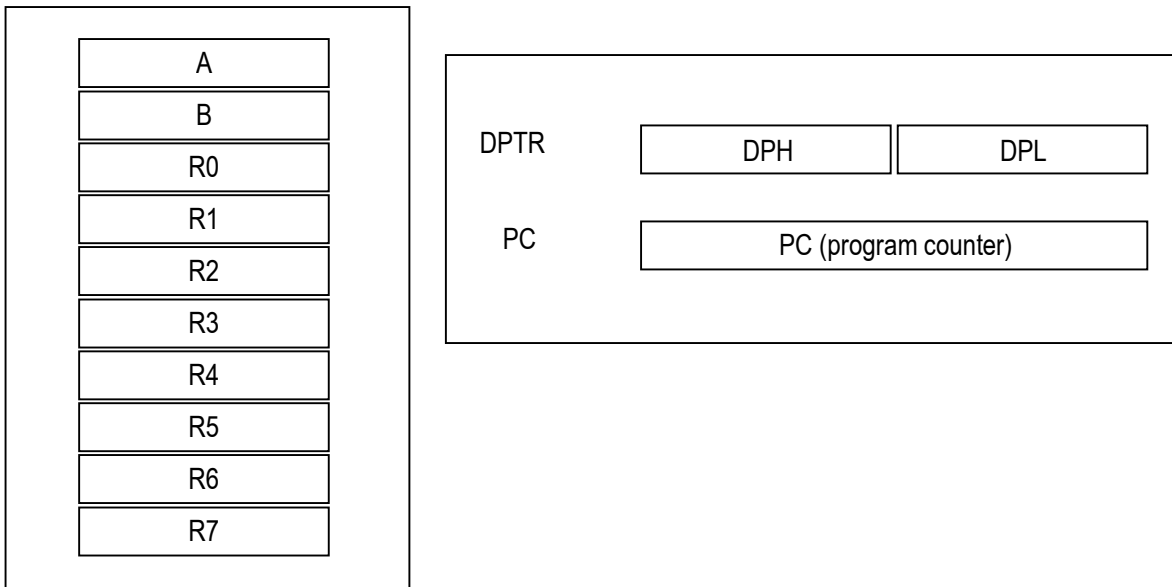 A
B
R0
R1
R2
R3
R4
R5
R6
R7
DPTR DPH DPL
PC PC (program counter)